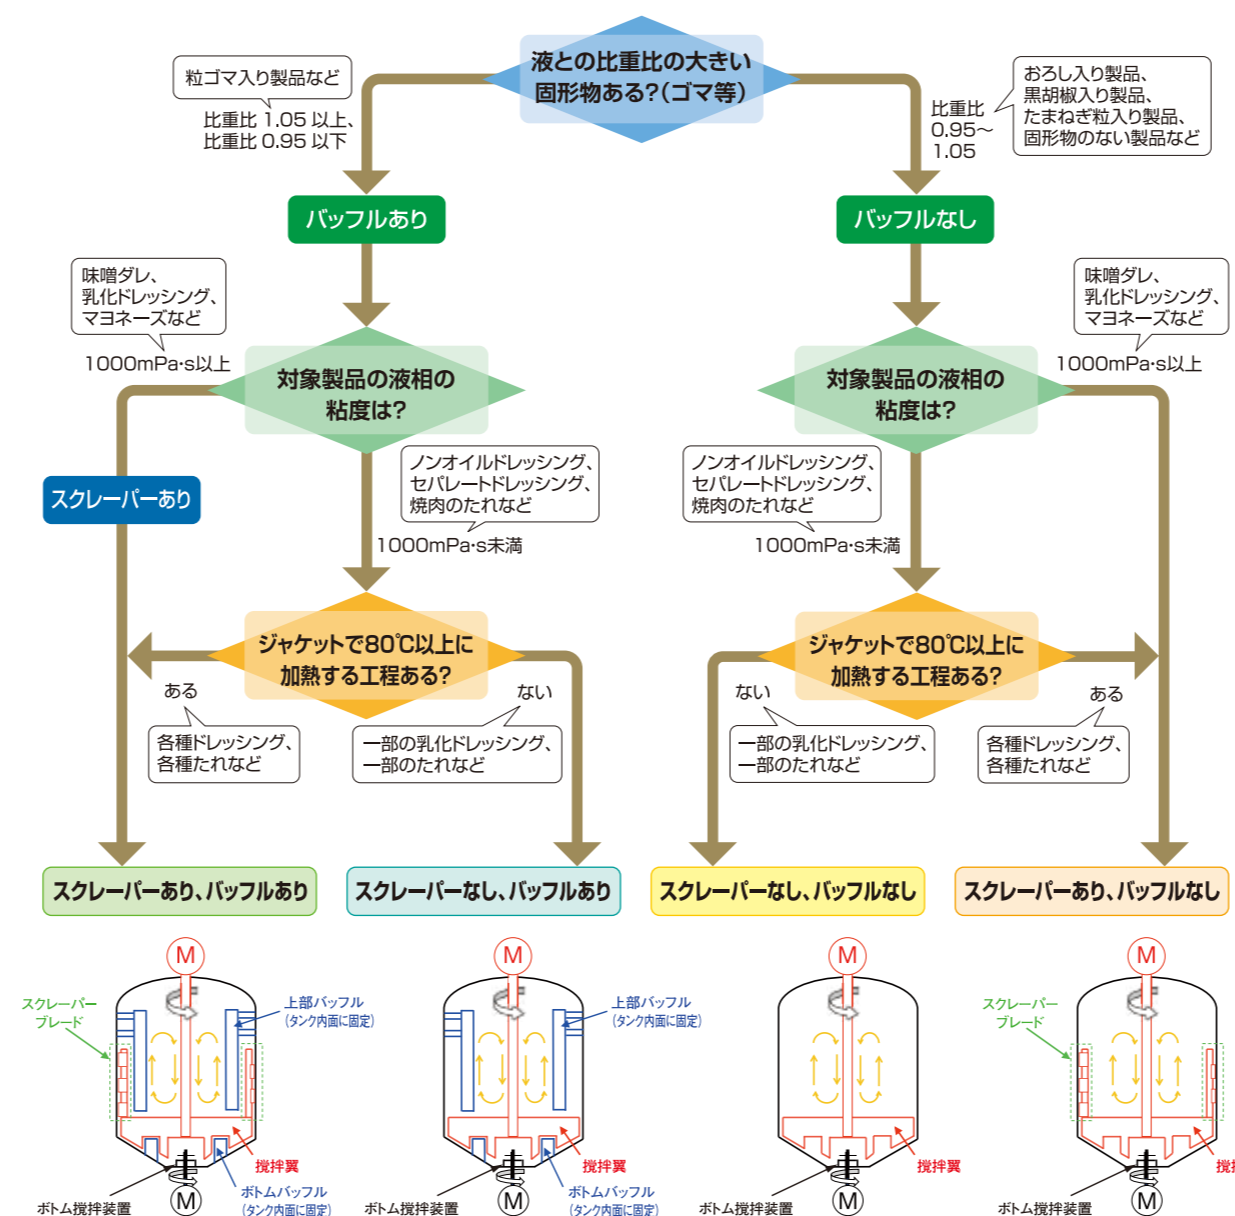 液との比重比の大きい
固形物ある?(ゴマ等)
粒ゴマ入り製品など
比重比 1.05 以上、
比重比 0.95 以下
比重比
0.95〜
1.05
おろし入り製品、
黒胡椒入り製品、
たまねぎ粒入り製品、
固形物のない製品など
バッフルあり
バッフルなし
味噌ダレ、
乳化ドレッシング、
マヨネーズなど
1000mPa·s以上
対象製品の液相の
粘度は?
対象製品の液相の
粘度は?
味噌ダレ、
乳化ドレッシング、
マヨネーズなど
1000mPa·s以上
スクレーパーあり
ノンオイルドレッシング、
セパレートドレッシング、
焼肉のたれなど
1000mPa·s未満
ノンオイルドレッシング、
セパレートドレッシング、
焼肉のたれなど
1000mPa·s未満
ジャケットで80℃以上に
加熱する工程ある?
ジャケットで80℃以上に
加熱する工程ある?
ある
各種ドレッシング、
各種たれなど
ない
一部の乳化ドレッシング、
一部のたれなど
ない
一部の乳化ドレッシング、
一部のたれなど
ある
各種ドレッシング、
各種たれなど
スクレーパーあり、バッフルあり
スクレーパーなし、バッフルあり
スクレーパーなし、バッフルなし
スクレーパーあり、バッフルなし
M
スクレーパー
ブレード
上部バッフル
(タンク内面に固定)
撹拌翼
ボトムバッフル
(タンク内面に固定)
ボトム撹拌装置
M
M
上部バッフル
(タンク内面に固定)
撹拌翼
ボトムバッフル
(タンク内面に固定)
ボトム撹拌装置
M
M
撹拌翼
ボトム撹拌装置
M
M
スクレーパー
ブレード
撹
ボトム撹拌装置
M